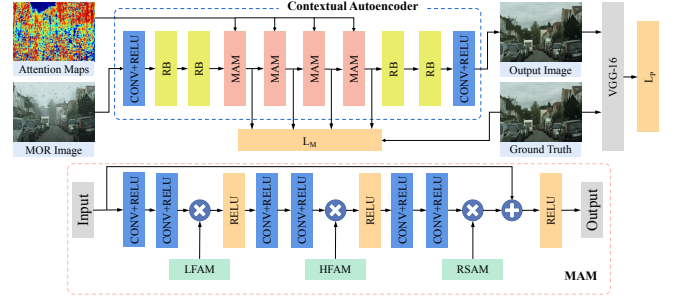 Contextual Autoencoder
Attention Maps
MOR Image
CONV+RELU
RB
RB
MAM
MAM
MAM
MAM
RB
RB
CONV+RELU
Output Image
Ground Truth
VGG-16
L_P
L_M
Input
CONV+RELU
CONV+RELU
RELU
CONV+RELU
CONV+RELU
RELU
CONV+RELU
CONV+RELU
RELU
Output
LFAM
HFAM
RSAM
MAM